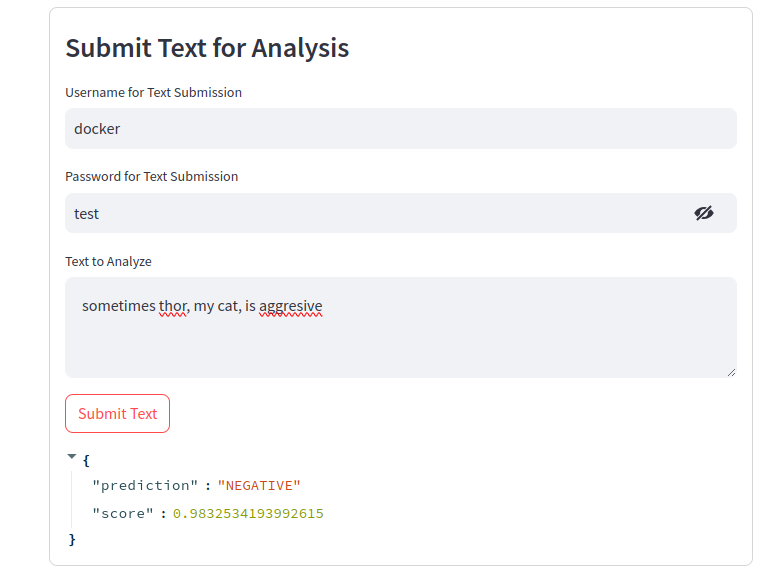 Submit Text for Analysis
Username for Text Submission
docker
Password for Text Submission
test
Text to Analyze
sometimes thor, my cat, is aggresive
Submit Text
{
"prediction" : "NEGATIVE"
"score" : 0.9832534193992615
}